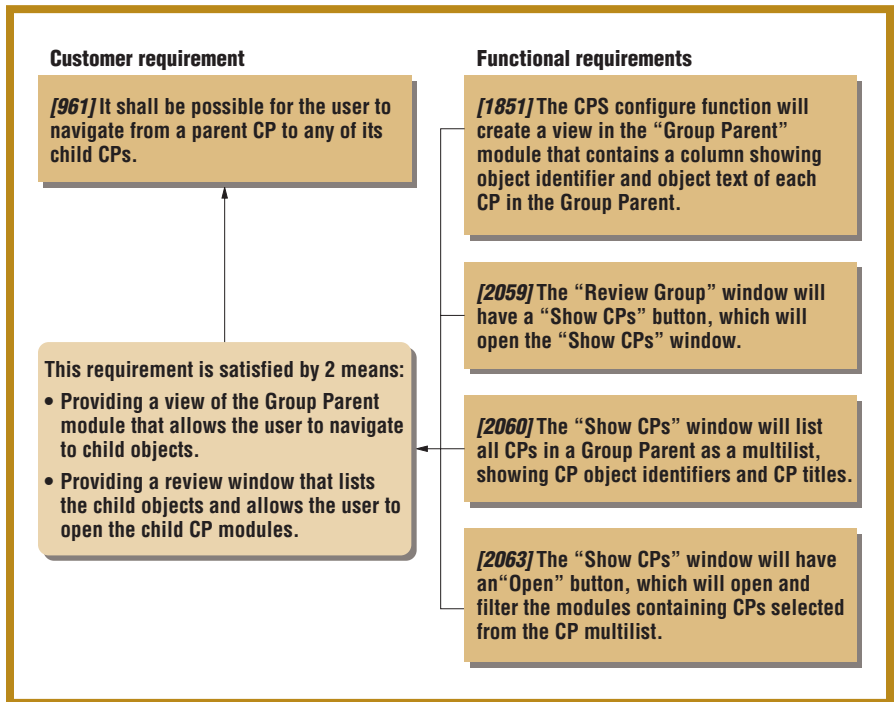 Customer requirement
[961] It shall be possible for the user to
navigate from a parent CP to any of its
child CPs.
This requirement is satisfied by 2 means:
• Providing a view of the Group Parent
module that allows the user to navigate
to child objects.
• Providing a review window that lists
the child objects and allows the user to
open the child CP modules.
Functional requirements
[1851] The CPS configure function will
create a view in the “Group Parent”
module that contains a column showing
object identifier and object text of each
CP in the Group Parent.
[2059] The “Review Group” window will
have a “Show CPs” button, which will
open the “Show CPs” window.
[2060] The “Show CPs” window will list
all CPs in a Group Parent as a multilist,
showing CP object identifiers and CP titles.
[2063] The “Show CPs” window will have
an“Open” button, which will open and
filter the modules containing CPs selected
from the CP multilist.